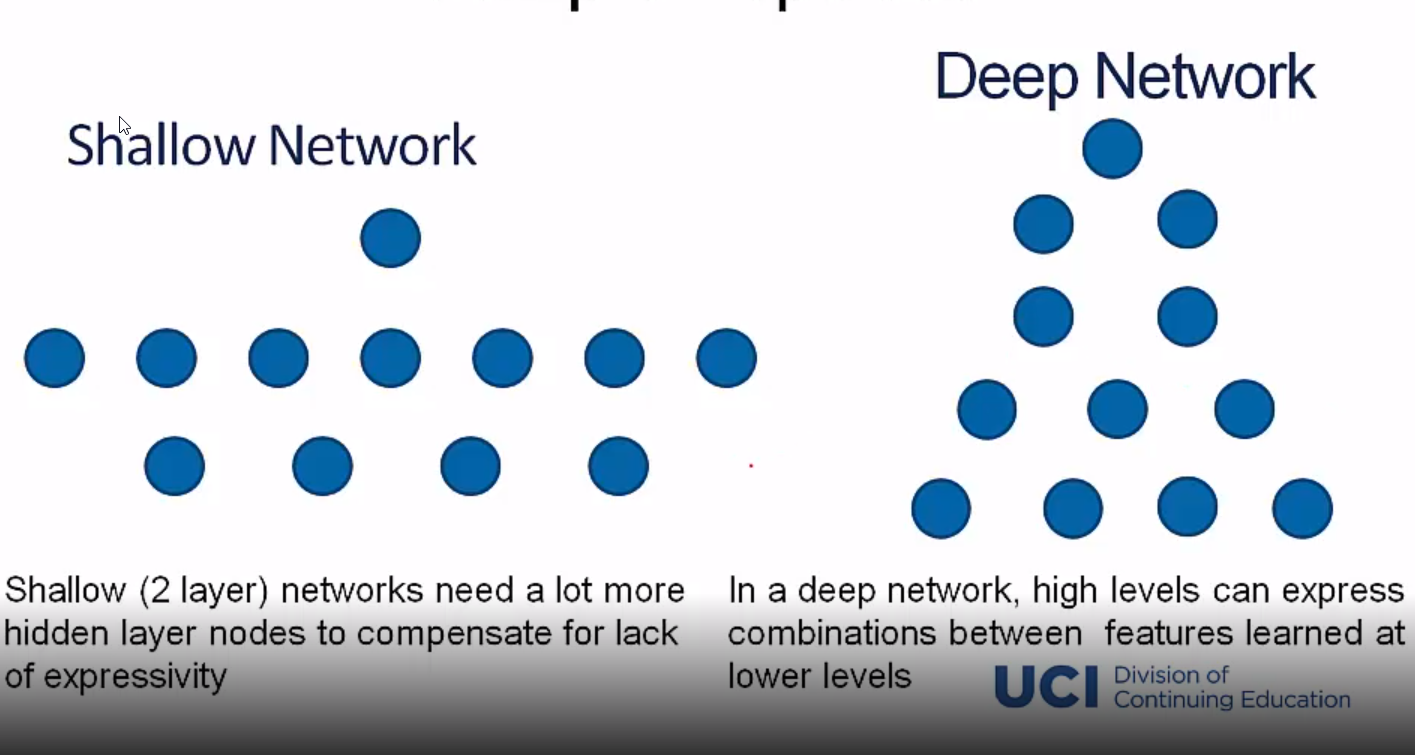 Shallow Network
Deep Network
Shallow (2 layer) networks need a lot more
hidden layer nodes to compensate for lack
of expressivity
In a deep network, high levels can express
combinations between features learned at
lower levels
UCI
Division of
Continuing Education